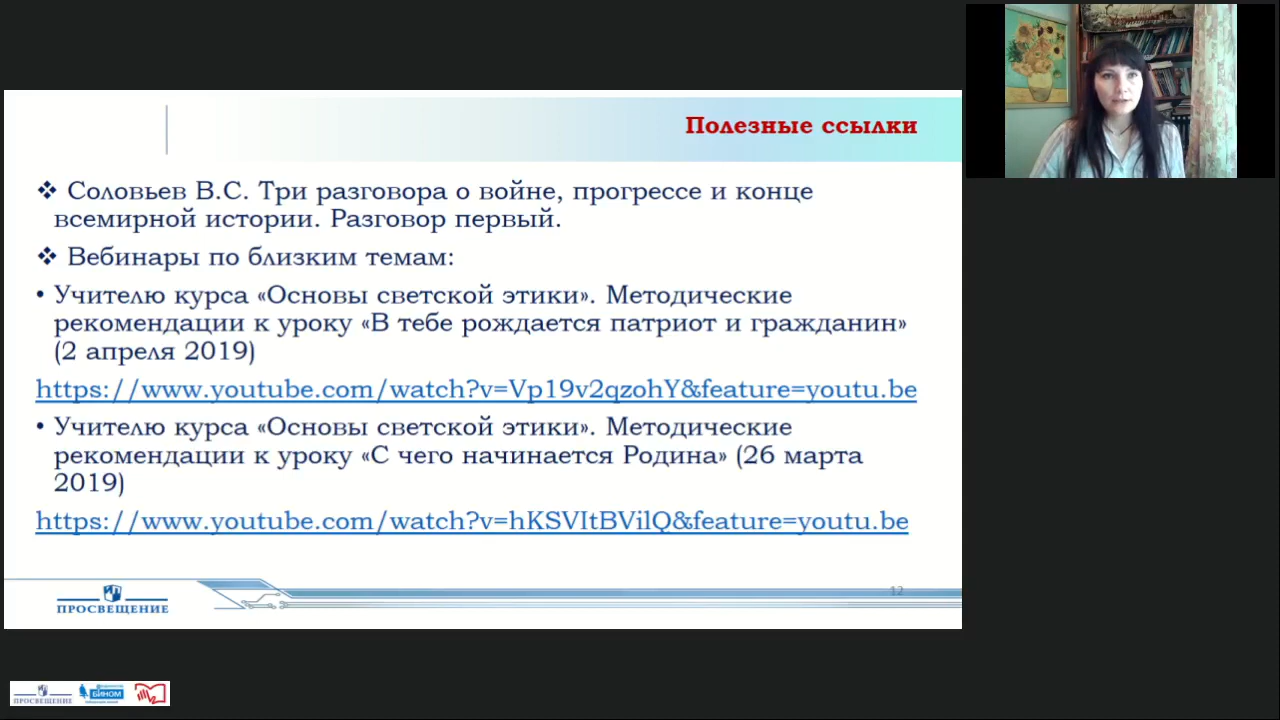 Полезные ссылки
❖ Соловьев В.С. Три разговора о войне, прогрессе и конце
всемирной истории. Разговор первый.
❖ Вебинары по близким темам:
• Учителю курса «Основы светской этики». Методические
рекомендации к уроку «В тебе рождается патриот и гражданин»
(2 апреля 2019)
https://www.youtube.com/watch?v=Vp19v2qzohY&feature=youtu.be
• Учителю курса «Основы светской этики». Методические
рекомендации к уроку «С чего начинается Родина» (26 марта
2019)
https://www.youtube.com/watch?v=hKSVItBVilQ&feature=youtu.be
12
ПРОСВЕЩЕНИЕ
ПРОСВЕЩЕНИЕ
БИНОМ